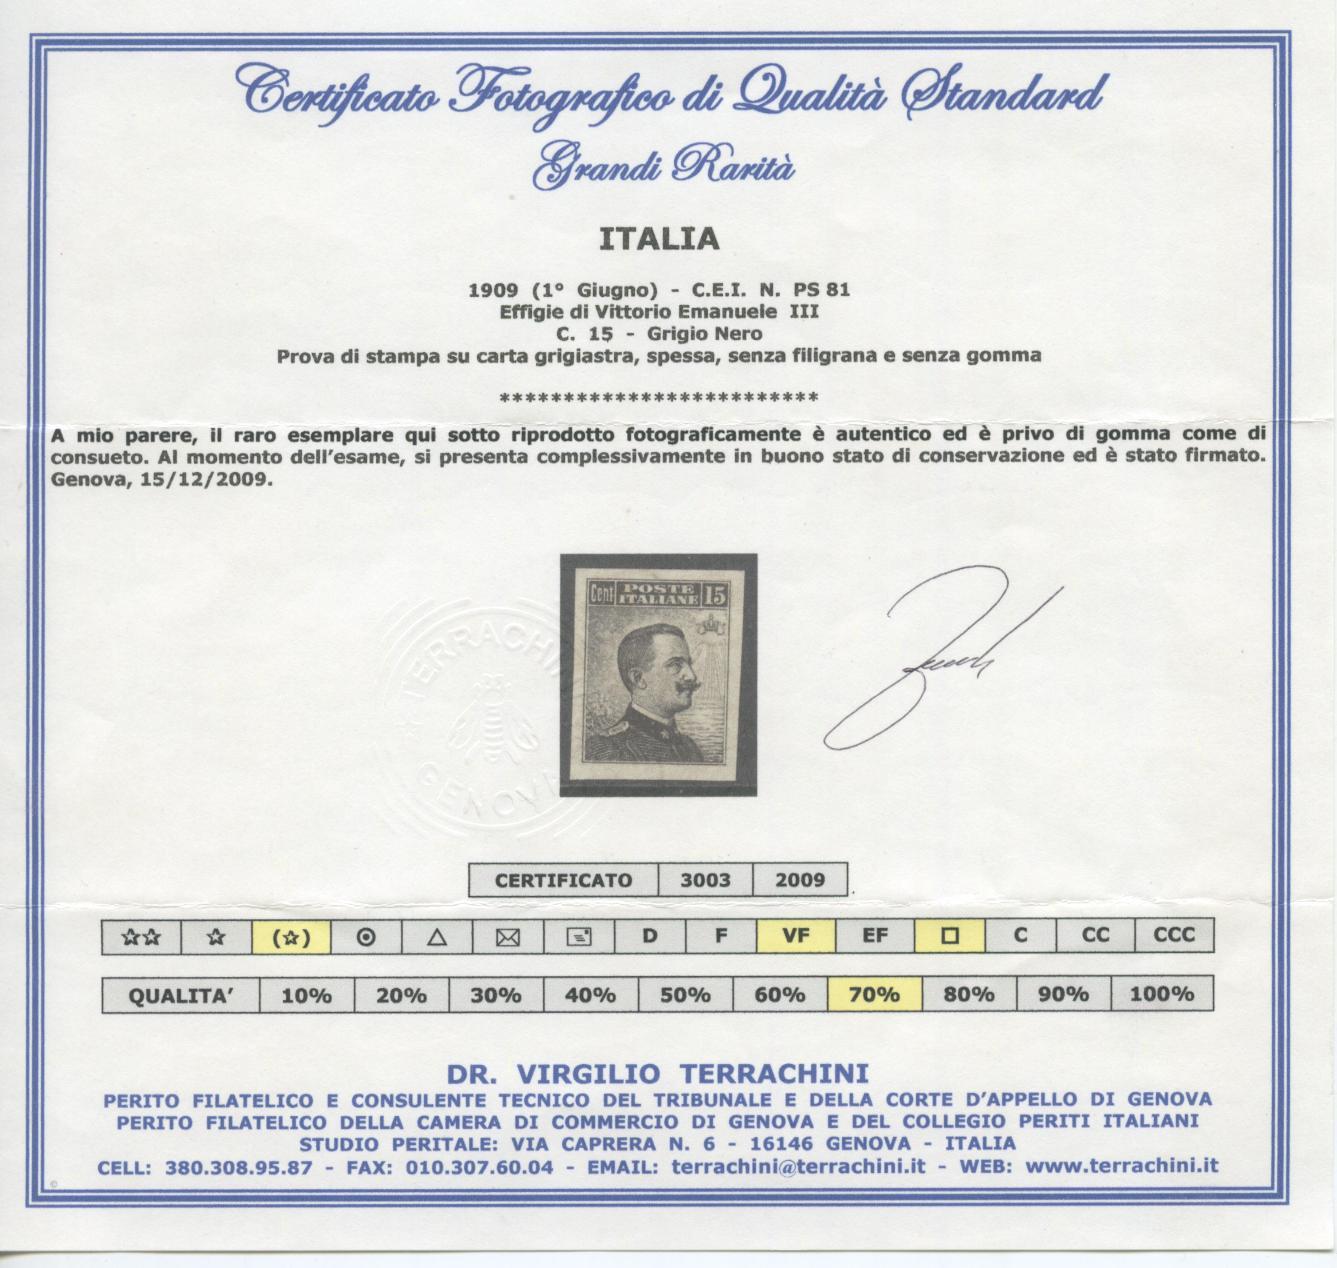 Certificato Fotografico di Qualità Standard
Grandi Rarità
ITALIA
1909 (1° Giugno) - C.E.I. N. PS 81
Effigie di Vittorio Emanuele III
C. 15 - Grigio Nero
Prova di stampa su carta grigiastra, spessa, senza filigrana e senza gomma
*************************
A mio parere, il raro esemplare qui sotto riprodotto fotograficamente è autentico ed è privo di gomma come di
consueto. Al momento dell'esame, si presenta complessivamente in buono stato di conservazione ed è stato firmato.
Genova, 15/12/2009.
Cent POSTE ITALIANE 15
TERRACHI
GENOV
CERTIFICATO 3003 2009
☆☆ ☆ (☆) ⊙ △ D F VF EF □ C CC CCC
QUALITA' 10% 20% 30% 40% 50% 60% 70% 80% 90% 100%
DR. VIRGILIO TERRACHINI
PERITO FILATELICO E CONSULENTE TECNICO DEL TRIBUNALE E DELLA CORTE D'APPELLO DI GENOVA
PERITO FILATELICO DELLA CAMERA DI COMMERCIO DI GENOVA E DEL COLLEGIO PERITI ITALIANI
STUDIO PERITALE: VIA CAPRERA N. 6 - 16146 GENOVA - ITALIA
CELL: 380.308.95.87 - FAX: 010.307.60.04 - EMAIL: terrachini@terrachini.it - WEB: www.terrachini.it
©